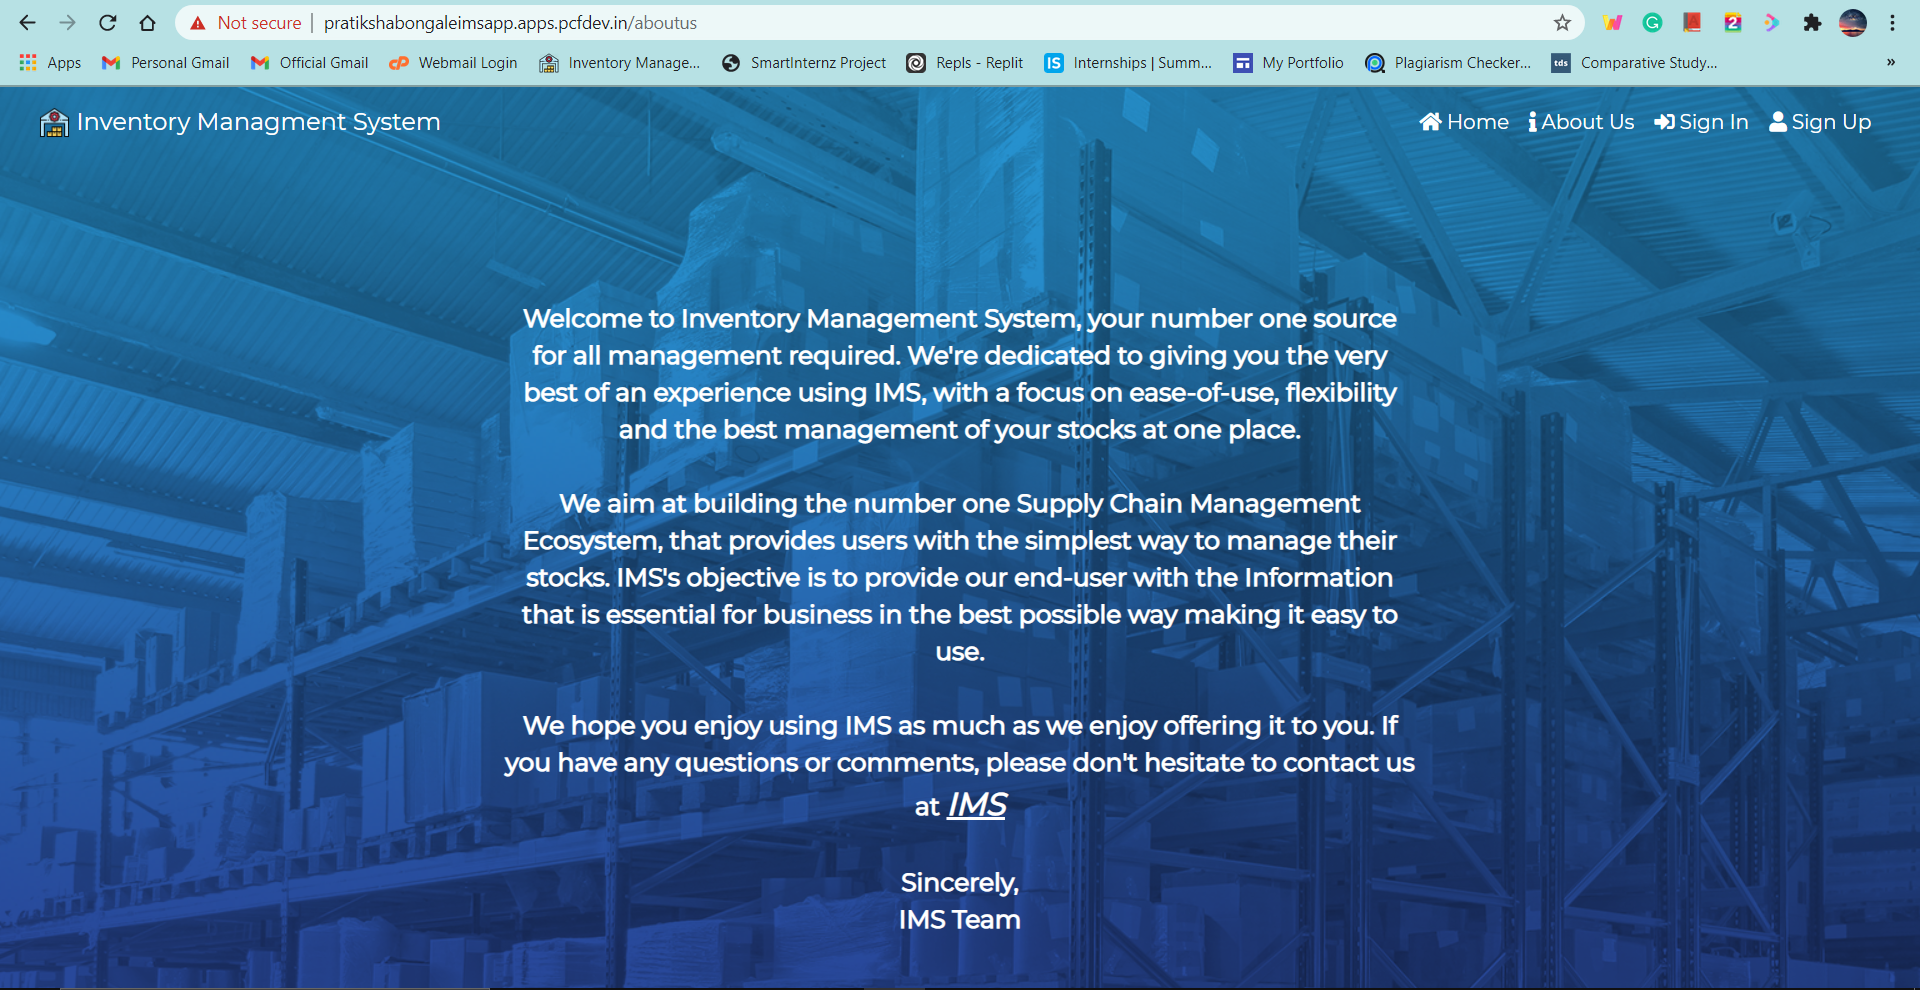 Not secure | pratikshabongaleimsapp.apps.pcfdev.in/aboutus
Apps Personal Gmail Official Gmail cP Webmail Login Inventory Manage... SmartInternz Project Repls - Replit IS Internships | Summ... My Portfolio Plagiarism Checker... tds Comparative Study... »
Inventory Managment System Home About Us Sign In Sign Up
Welcome to Inventory Management System, your number one source
for all management required. We're dedicated to giving you the very
best of an experience using IMS, with a focus on ease-of-use, flexibility
and the best management of your stocks at one place.
We aim at building the number one Supply Chain Management
Ecosystem, that provides users with the simplest way to manage their
stocks. IMS's objective is to provide our end-user with the Information
that is essential for business in the best possible way making it easy to
use.
We hope you enjoy using IMS as much as we enjoy offering it to you. If
you have any questions or comments, please don't hesitate to contact us
at IMS
Sincerely,
IMS Team